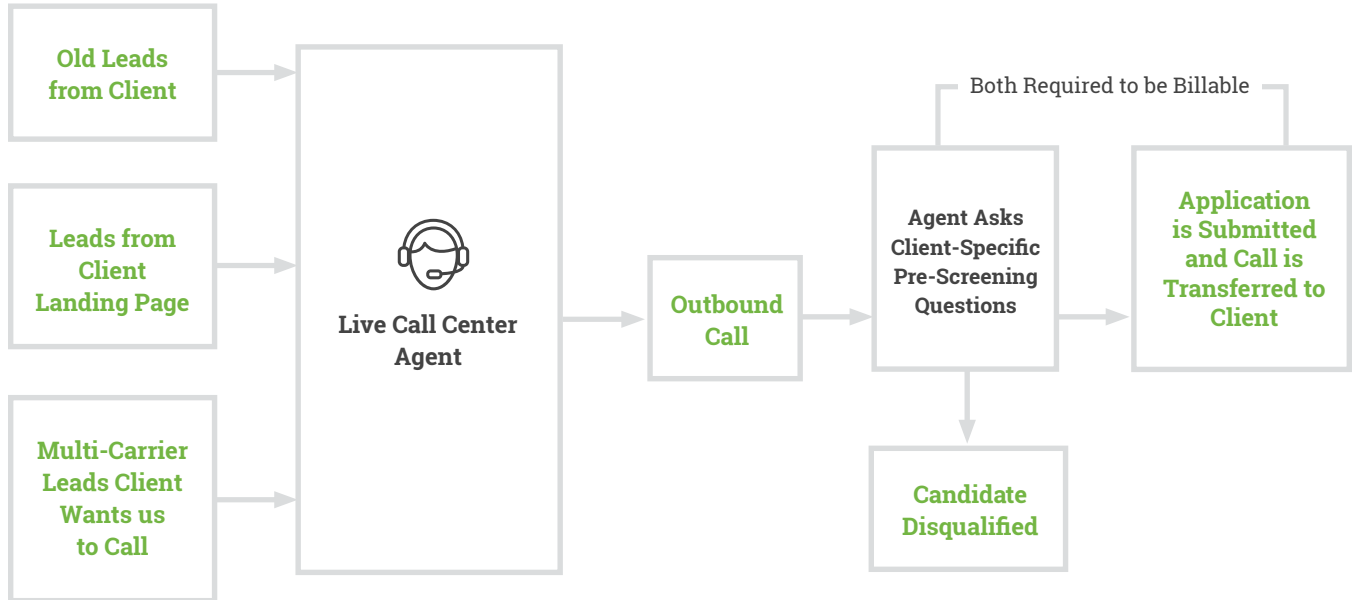 Old Leads
from Client
Leads from
Client
Landing Page
Multi-Carrier
Leads Client
Wants us
to Call
Live Call Center
Agent
Outbound
Call
Both Required to be Billable
Agent Asks
Client-Specific
Pre-Screening
Questions
Application
is Submitted
and Call is
Transferred to
Client
Candidate
Disqualified